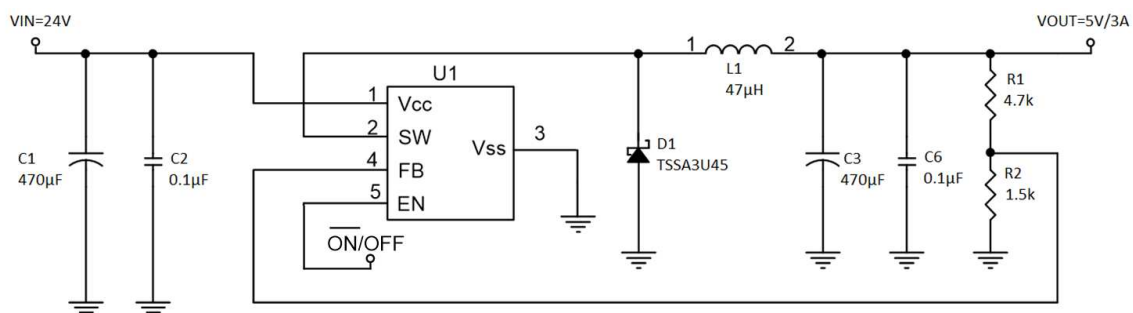 VIN=24V
VOUT=5V/3A
U1
1 Vcc
2 SW
4 FB
5 EN
Vss 3
ON/OFF
C1
470μF
C2
0.1μF
1 2
L1
47μH
D1
TSSA3U45
C3
470μF
C6
0.1μF
R1
4.7k
R2
1.5k